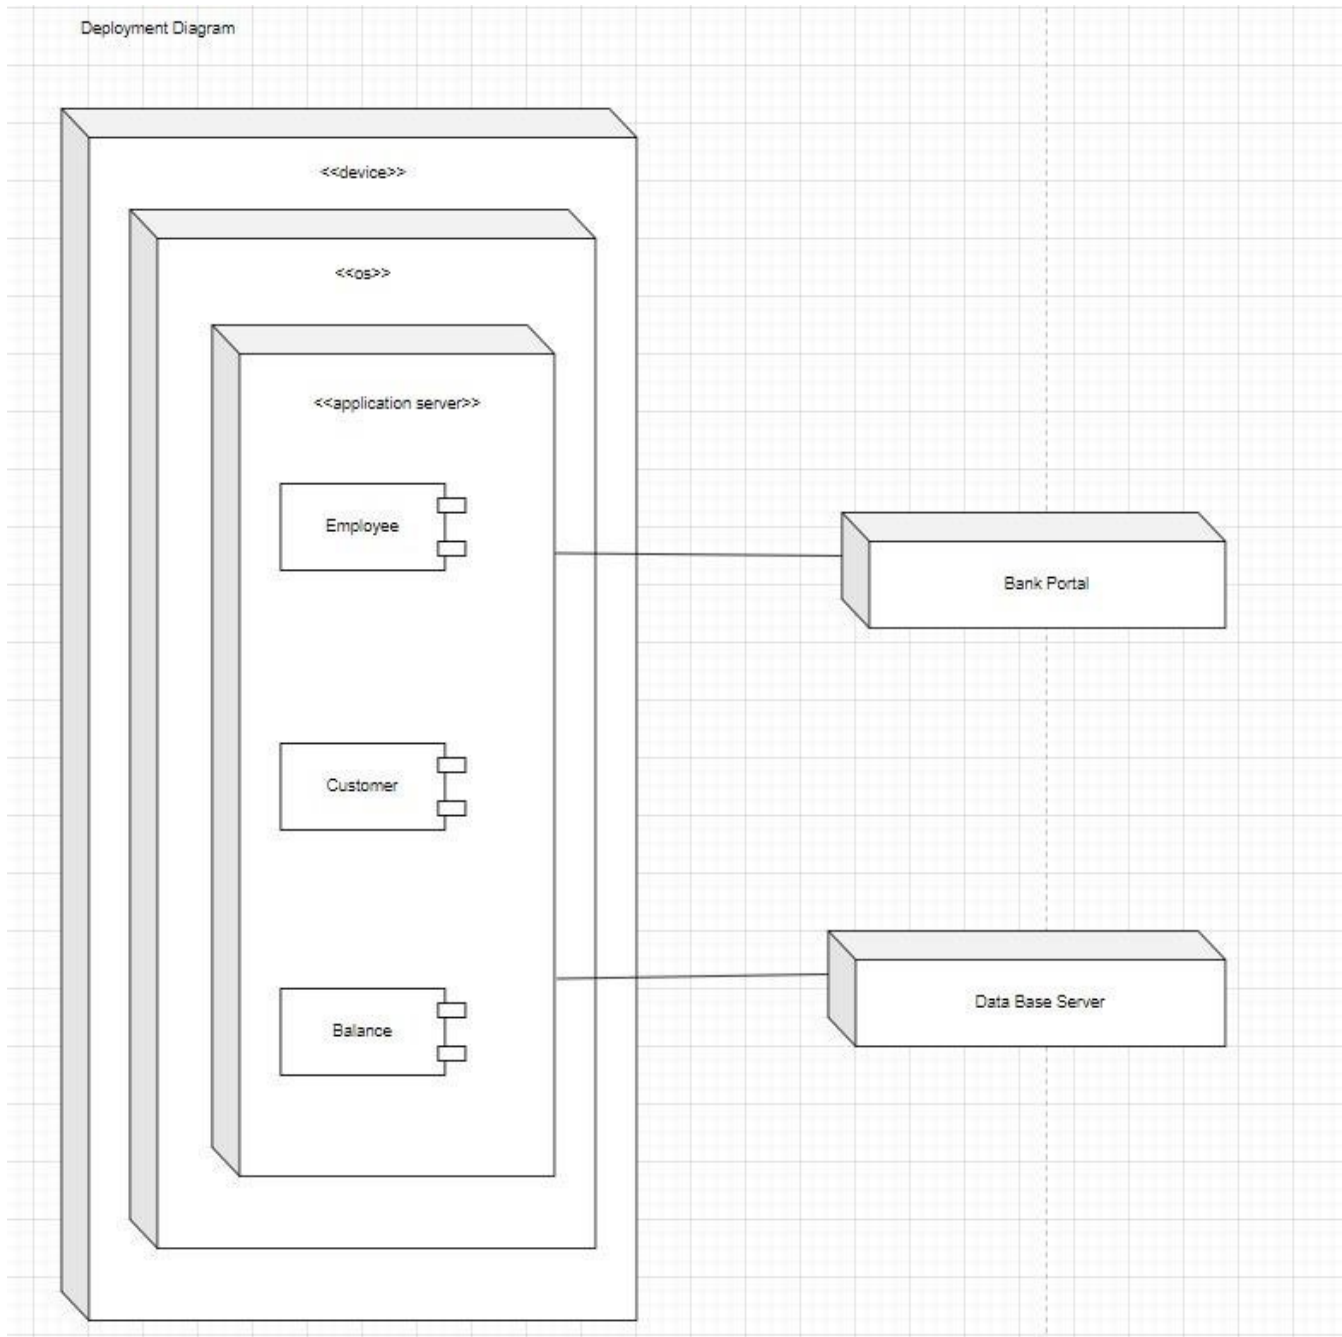 Deployment Diagram
<<device>>
<<os>>
<<application server>>
Employee
Bank Portal
Customer
Data Base Server
Balance